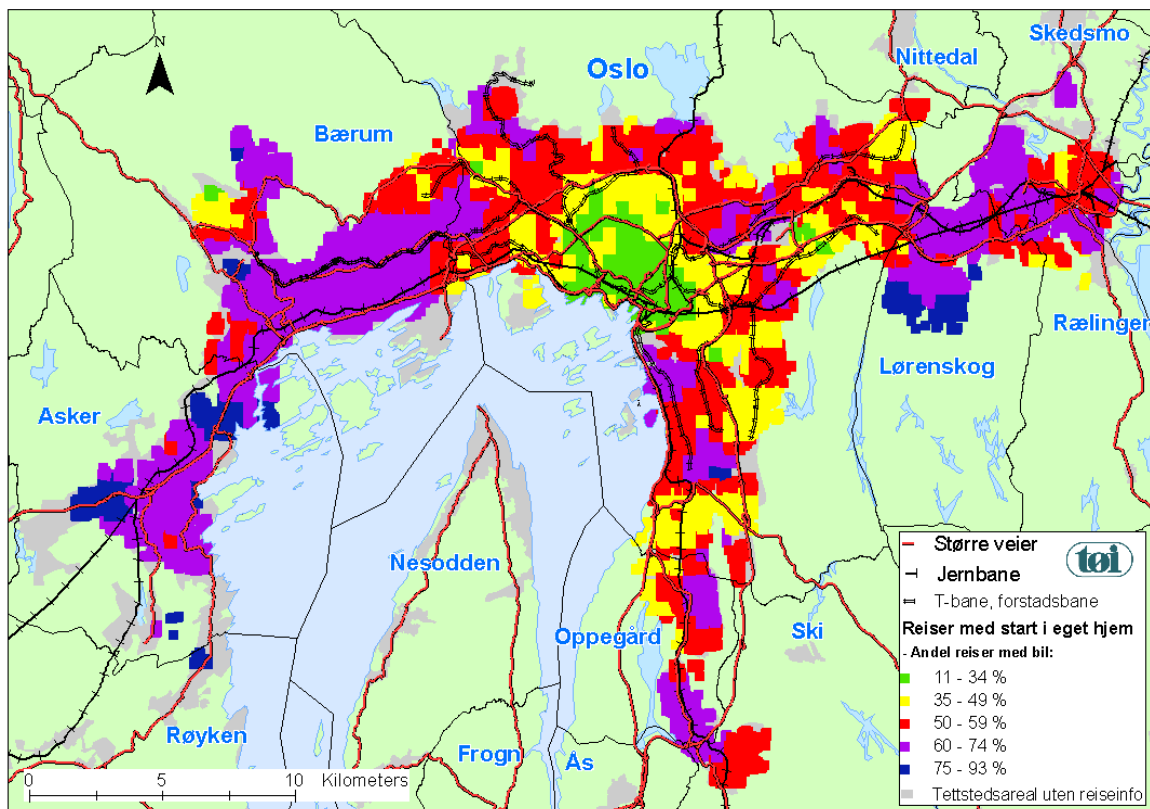 N
Oslo
Nittedal
Skedsmo
Bærum
Rælingen
Lørenskog
Asker
Nesodden
Oppegård
Ski
Røyken
Frogn
Ås
0 5 10 Kilometers
Større veier
tøi
Jernbane
T-bane, forstadsbane
Reiser med start i eget hjem
- Andel reiser med bil:
11 - 34 %
35 - 49 %
50 - 59 %
60 - 74 %
75 - 93 %
Tettstedsareal uten reiseinfo